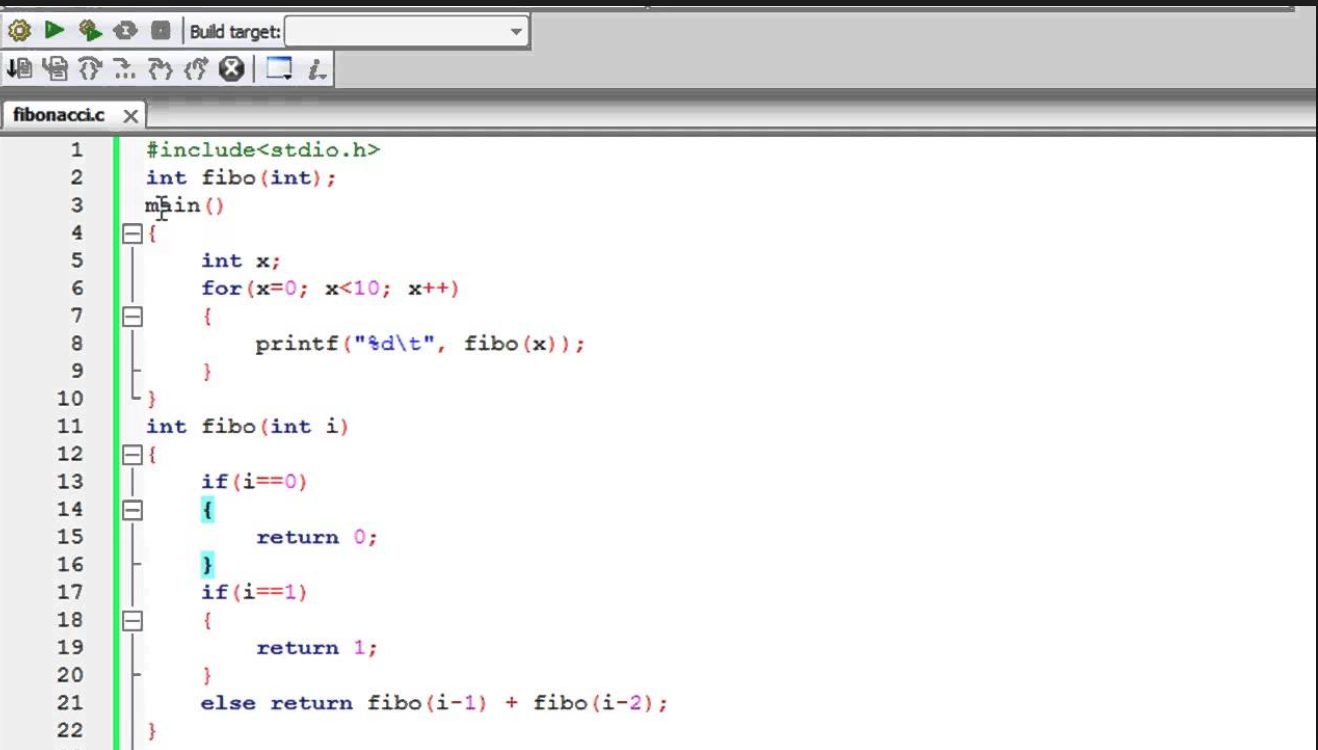 Build target:
fibonacci.c
1 #include<stdio.h>
2 int fibo(int);
3 main()
4 {
5 int x;
6 for(x=0; x<10; x++)
7 {
8 printf("%d\t", fibo(x));
9 }
10 }
11 int fibo(int i)
12 {
13 if(i==0)
14 {
15 return 0;
16 }
17 if(i==1)
18 {
19 return 1;
20 }
21 else return fibo(i-1) + fibo(i-2);
22 }